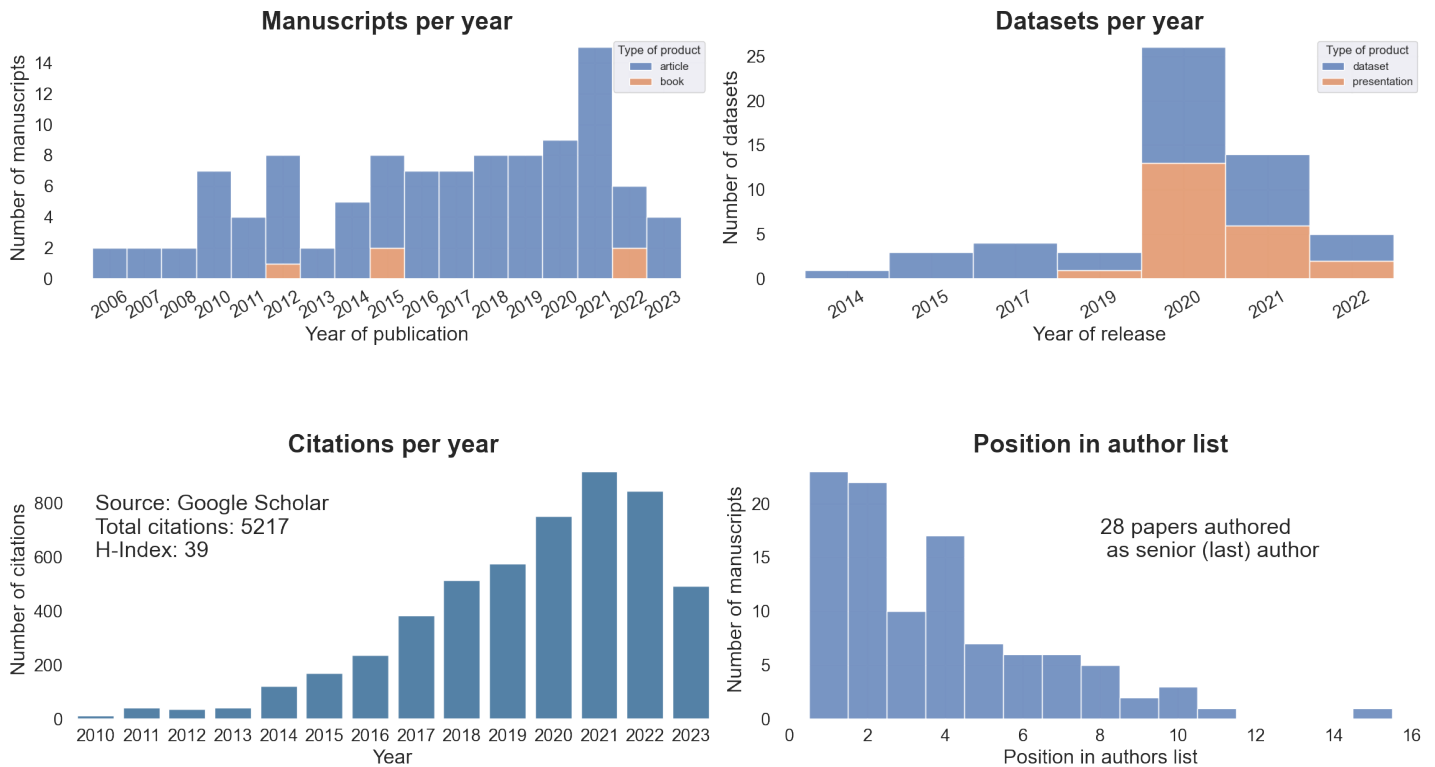 Manuscripts per year
Number of manuscripts
14
12
10
8
6
4
2
0
Type of product
article
book
2006 2007 2008 2010 2011 2012 2013 2014 2015 2016 2017 2018 2019 2020 2021 2022 2023
Year of publication
Datasets per year
Number of datasets
25
20
15
10
5
0
Type of product
dataset
presentation
2014 2015 2017 2019 2020 2021 2022
Year of release
Citations per year
Number of citations
800
600
400
200
0
Source: Google Scholar
Total citations: 5217
H-Index: 39
2010 2011 2012 2013 2014 2015 2016 2017 2018 2019 2020 2021 2022 2023
Year
Position in author list
Number of manuscripts
20
15
10
5
0
28 papers authored
as senior (last) author
0 2 4 6 8 10 12 14 16
Position in authors list